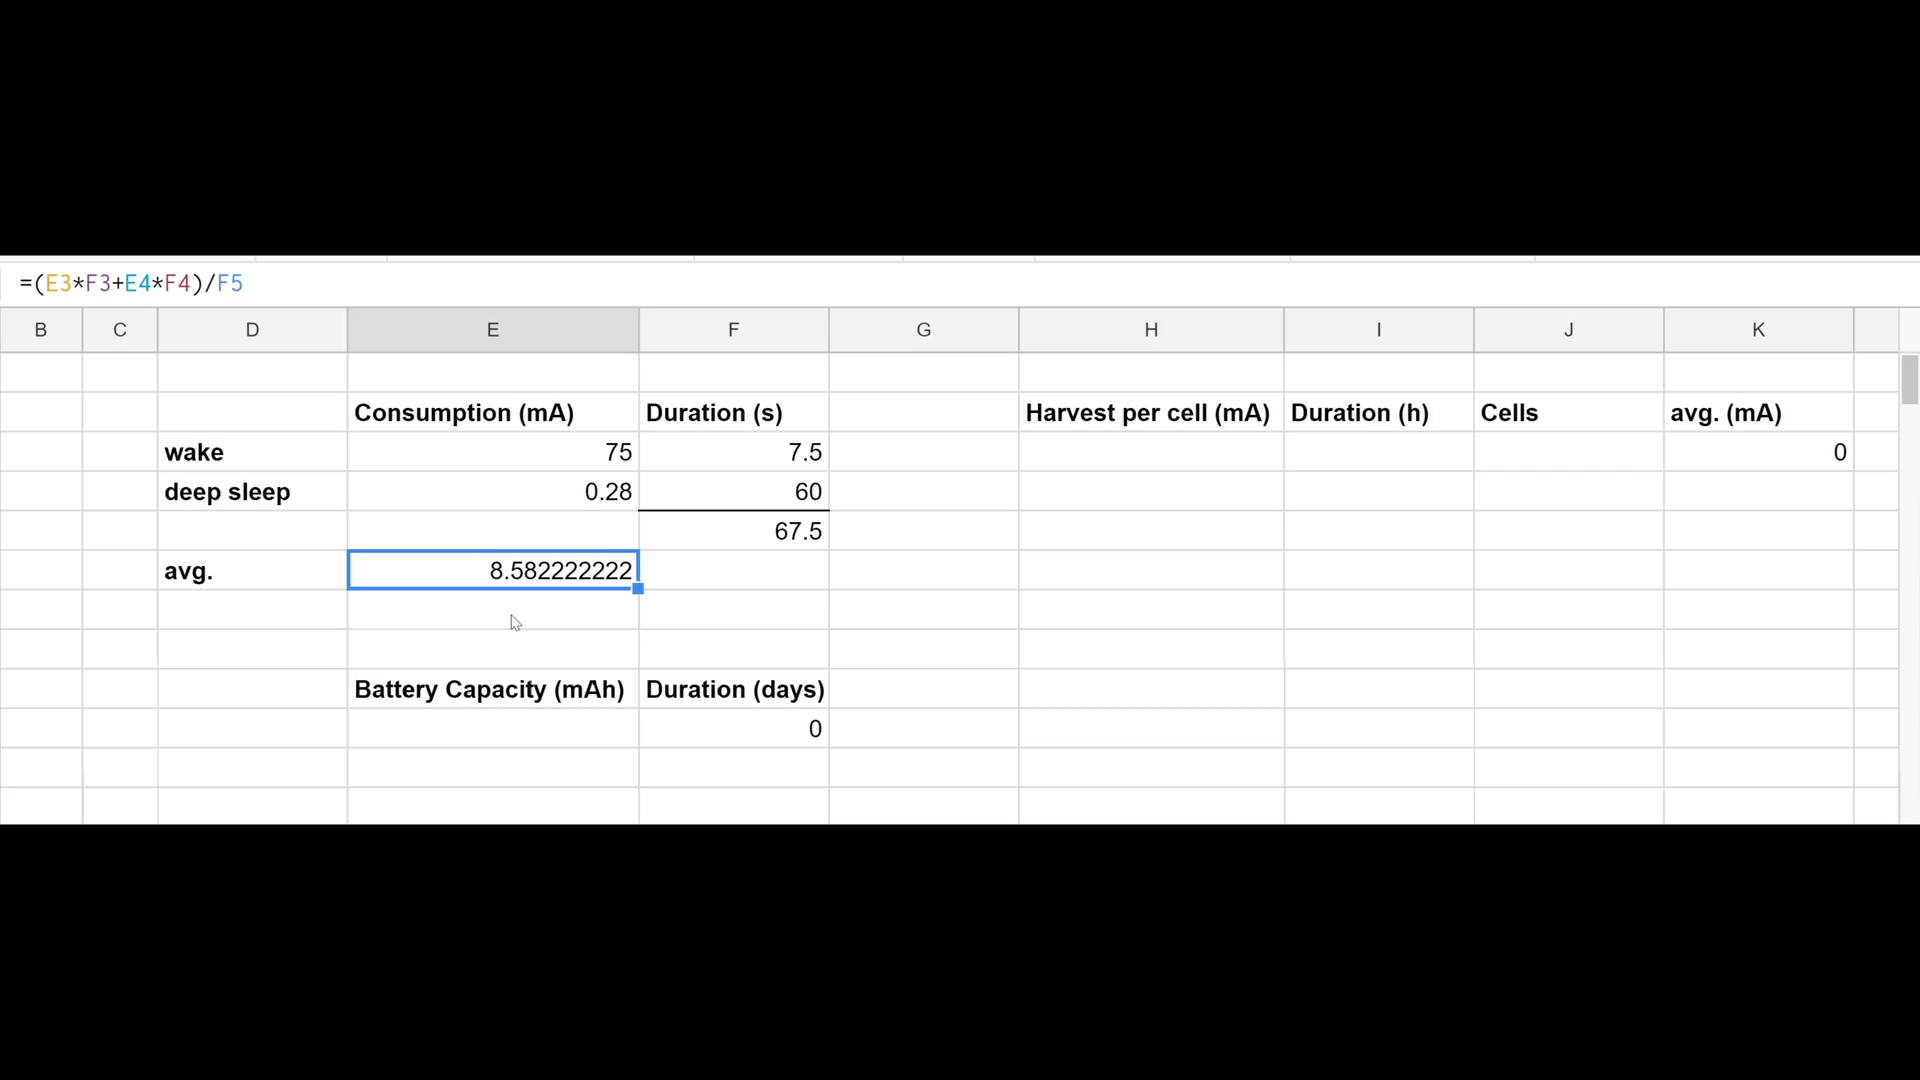 =(E3*F3+E4*F4)/F5
B C D E F G H I J K
Consumption (mA) Duration (s) Harvest per cell (mA) Duration (h) Cells avg. (mA)
wake 75 7.5 0
deep sleep 0.28 60
67.5
avg. 8.582222222
Battery Capacity (mAh) Duration (days)
0